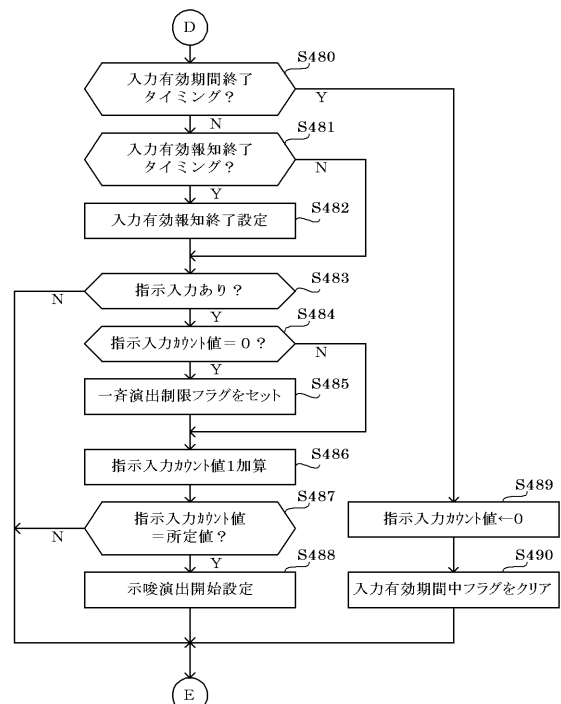 D
S480
入力有効期間終了
タイミング？
Y
N
S481
入力有効報知終了
タイミング？
N
Y
S482
入力有効報知終了設定
S483
指示入力あり？
N
Y
S484
指示入力ｶｳﾝﾄ値＝０？
N
Y
S485
一斉演出制限フラグをセット
S486
指示入力ｶｳﾝﾄ値1加算
S487
指示入力ｶｳﾝﾄ値
＝所定値？
N
Y
S488
示唆演出開始設定
S489
指示入力ｶｳﾝﾄ値←0
S490
入力有効期間中フラグをクリア
E